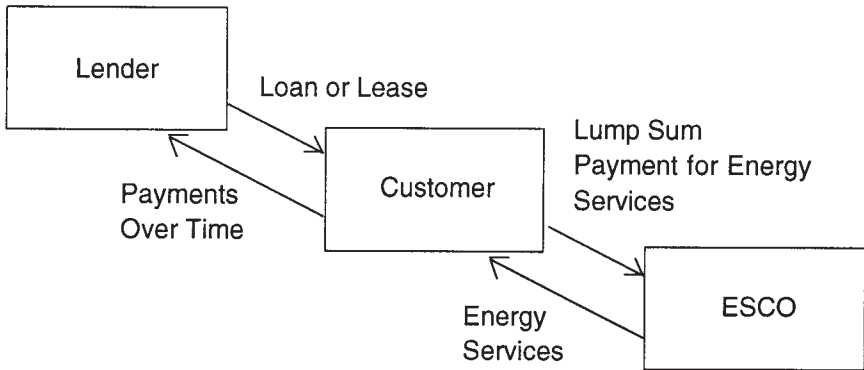 Lender
Loan or Lease
Lump Sum
Payment for Energy
Services
Customer
Payments
Over Time
ESCO
Energy
Services